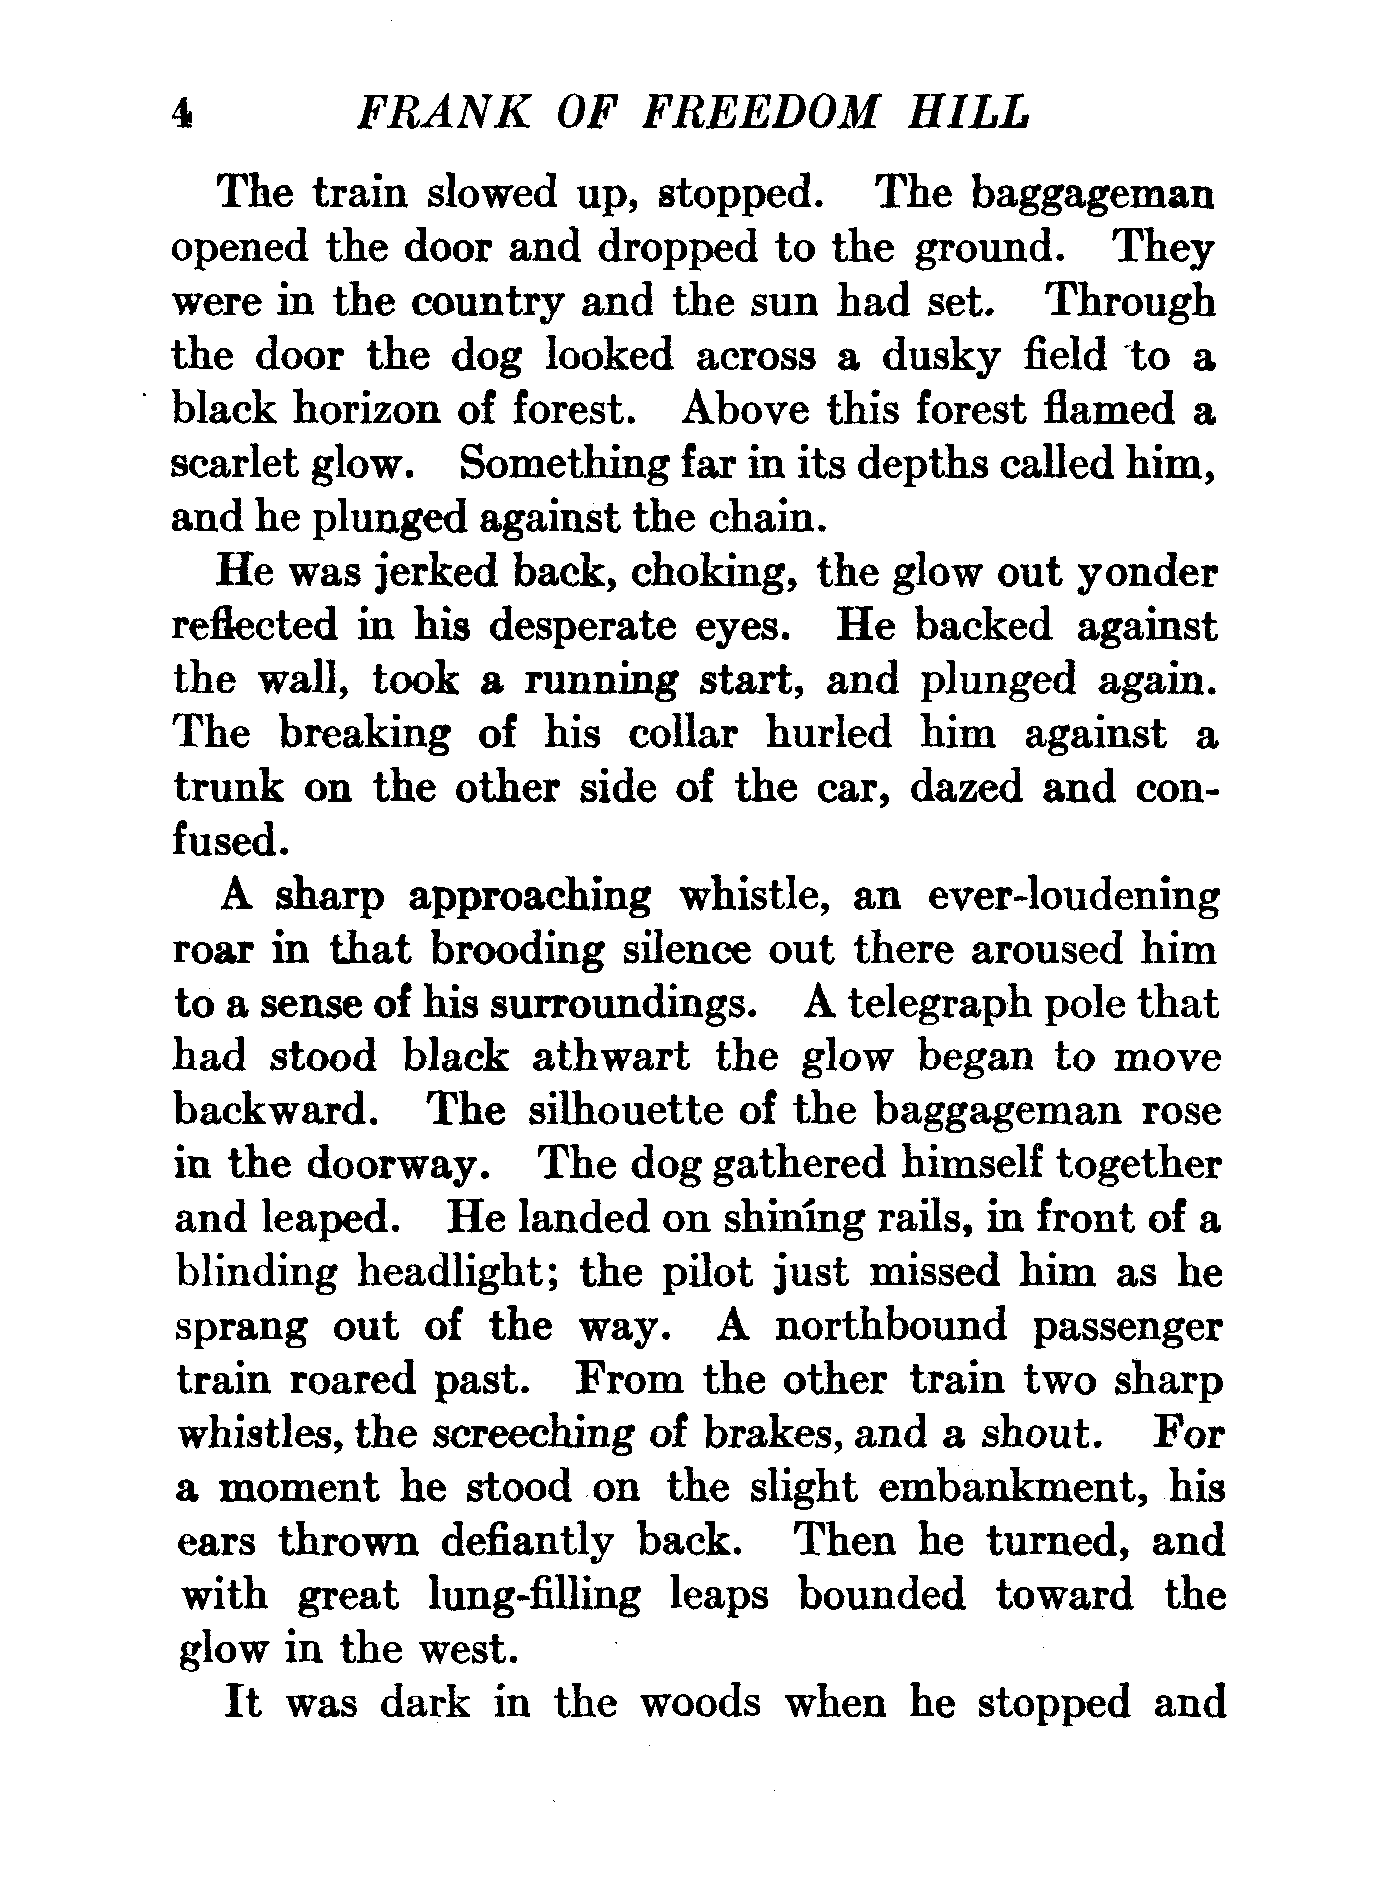 4 FRANK OF FREEDOM HILL
The train slowed up, stopped. The baggageman
opened the door and dropped to the ground. They
were in the country and the sun had set. Through
the door the dog looked across a dusky field to a
black horizon of forest. Above this forest flamed a
scarlet glow. Something far in its depths called him,
and he plunged against the chain.
He was jerked back, choking, the glow out yonder
reflected in his desperate eyes. He backed against
the wall, took a running start, and plunged again.
The breaking of his collar hurled him against a
trunk on the other side of the car, dazed and con-
fused.
A sharp approaching whistle, an ever-loudening
roar in that brooding silence out there aroused him
to a sense of his surroundings. A telegraph pole that
had stood black athwart the glow began to move
backward. The silhouette of the baggageman rose
in the doorway. The dog gathered himself together
and leaped. He landed on shining rails, in front of a
blinding headlight; the pilot just missed him as he
sprang out of the way. A northbound passenger
train roared past. From the other train two sharp
whistles, the screeching of brakes, and a shout. For
a moment he stood on the slight embankment, his
ears thrown defiantly back. Then he turned, and
with great lung-filling leaps bounded toward the
glow in the west.
It was dark in the woods when he stopped and